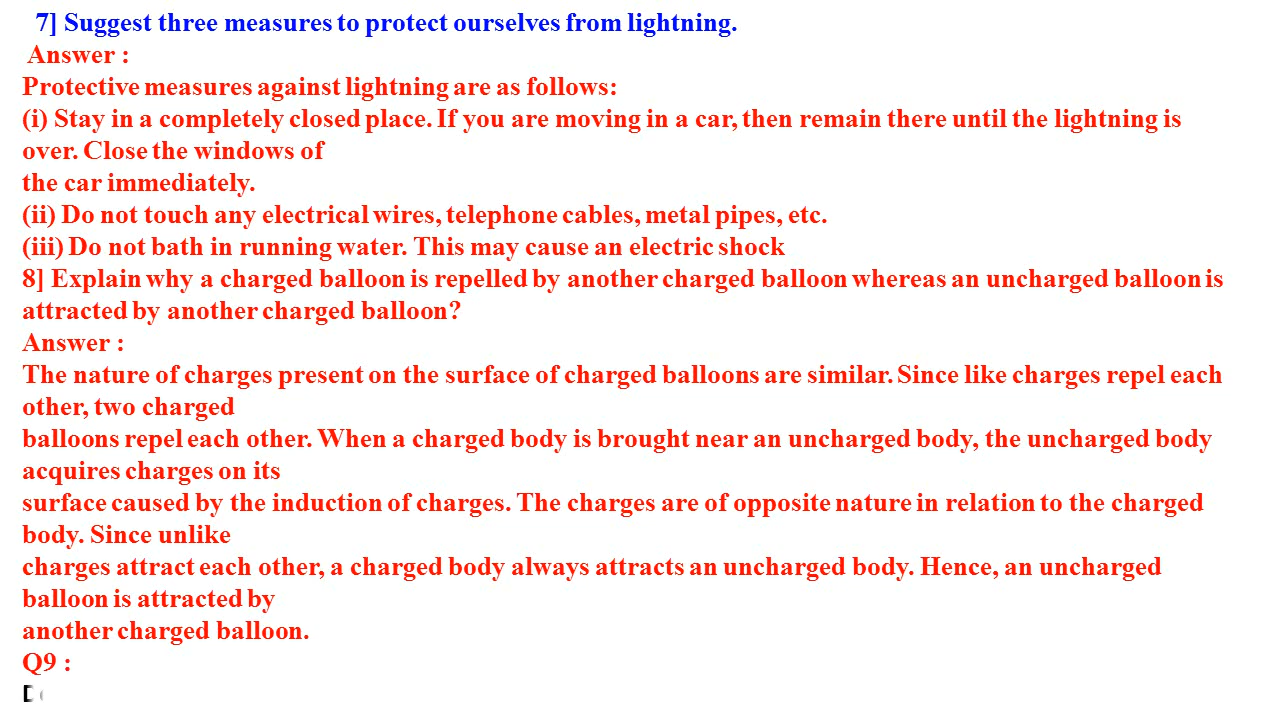 7] Suggest three measures to protect ourselves from lightning.
Answer :
Protective measures against lightning are as follows:
(i) Stay in a completely closed place. If you are moving in a car, then remain there until the lightning is
over. Close the windows of
the car immediately.
(ii) Do not touch any electrical wires, telephone cables, metal pipes, etc.
(iii) Do not bath in running water. This may cause an electric shock
8] Explain why a charged balloon is repelled by another charged balloon whereas an uncharged balloon is
attracted by another charged balloon?
Answer :
The nature of charges present on the surface of charged balloons are similar. Since like charges repel each
other, two charged
balloons repel each other. When a charged body is brought near an uncharged body, the uncharged body
acquires charges on its
surface caused by the induction of charges. The charges are of opposite nature in relation to the charged
body. Since unlike
charges attract each other, a charged body always attracts an uncharged body. Hence, an uncharged
balloon is attracted by
another charged balloon.
Q9 :